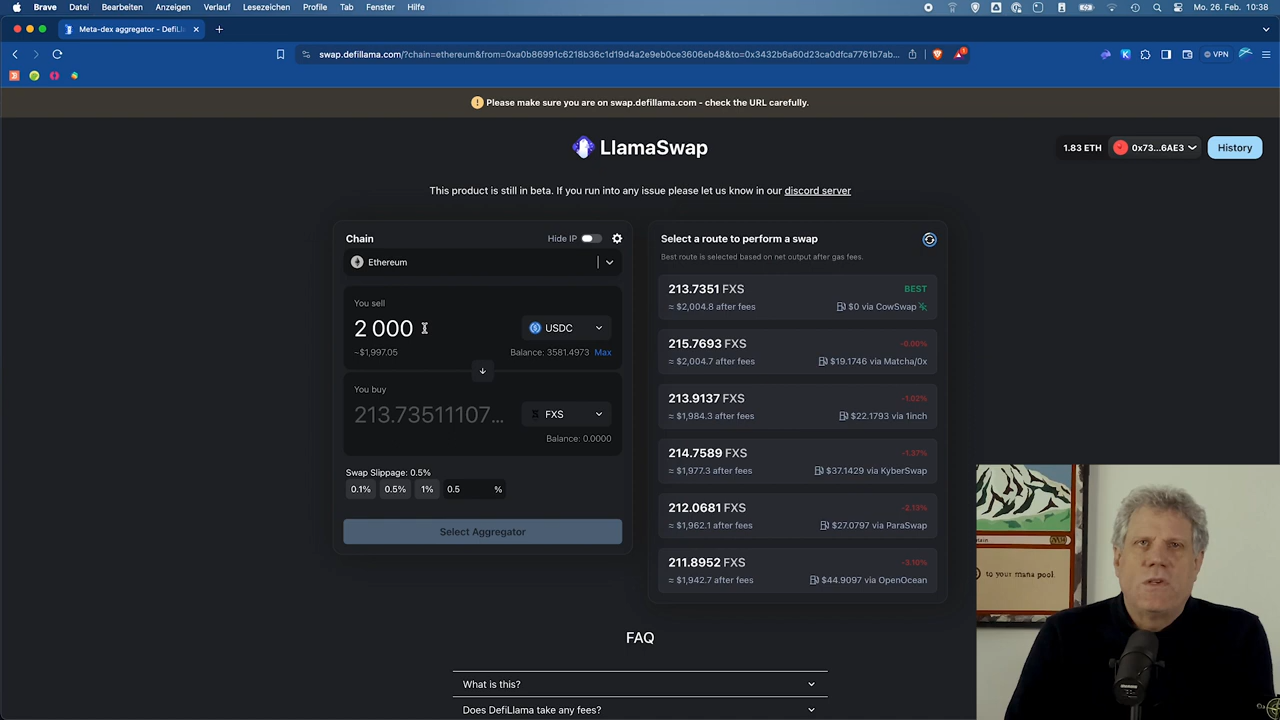 Brave Datei Bearbeiten Anzeigen Verlauf Lesezeichen Profile Tab Fenster Hilfe Mo. 26. Feb. 10:38
Meta-dex aggregator - DefiLl
swap.defillama.com/?chain=ethereum&from=0xa0b86991c6218b36c1d19d4a2e9eb0ce3606eb48&to=0x3432b6a60d23ca0dfca7761b7ab... VPN
Please make sure you are on swap.defillama.com - check the URL carefully.
LlamaSwap
1.83 ETH 0x73...6AE3 History
This product is still in beta. If you run into any issue please let us know in our discord server
Chain Hide IP
Ethereum
You sell
2 000 USDC
~$1,997.05 Balance: 3581.4973 Max
You buy
213.73511107... FXS
Balance: 0.0000
Swap Slippage: 0.5%
0.1% 0.5% 1% 0.5 %
Select Aggregator
Select a route to perform a swap
Best route is selected based on net output after gas fees.
213.7351 FXS BEST
≈ $2,004.8 after fees $0 via CowSwap
215.7693 FXS -0.00%
≈ $2,004.7 after fees $19.1746 via Matcha/0x
213.9137 FXS -1.02%
≈ $1,984.3 after fees $22.1793 via 1inch
214.7589 FXS -1.37%
≈ $1,977.3 after fees $37.1429 via KyberSwap
212.0681 FXS -2.13%
≈ $1,962.1 after fees $27.0797 via ParaSwap
211.8952 FXS -3.10%
≈ $1,942.7 after fees $44.9097 via OpenOcean
to your mana pool.
FAQ
What is this?
Does DefiLlama take any fees?